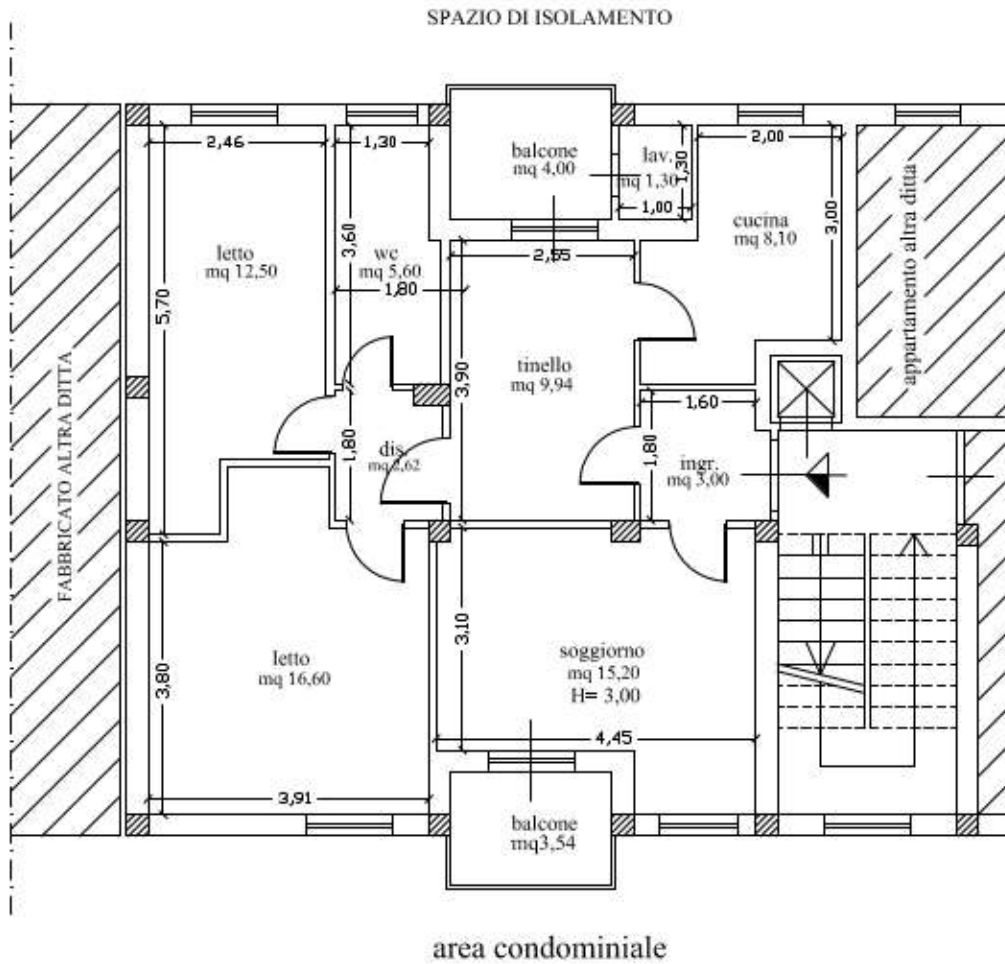 SPAZIO DI ISOLAMENTO
2,46
1,30
balcone
mq 4,00
lav.
mq 1,30
1,30
1,00
2,00
cucina
mq 8,10
3,00
appartamento altra ditta
letto
mq 12,50
5,70
3,60
wc
mq 5,60
1,80
2,55
tinello
mq 9,94
3,90
FABBRICATO ALTRA DITTA
dis.
mq 2,62
1,80
1,60
1,80
ingr.
mq 3,00
letto
mq 16,60
3,80
3,91
3,10
soggiorno
mq 15,20
H= 3,00
4,45
balcone
mq3,54
area condominiale